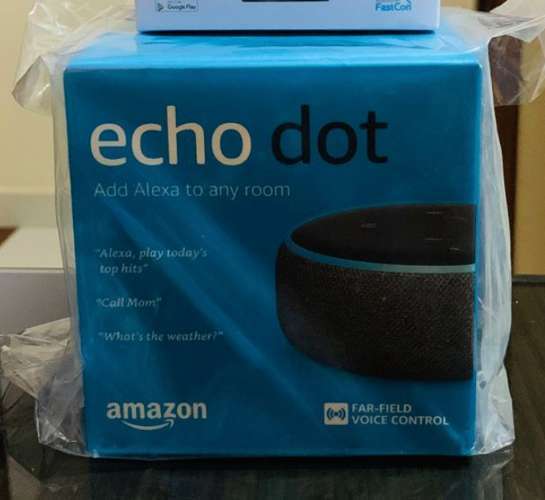 Google Play
FastCon
echo dot
Add Alexa to any room
"Alexa, play today's
top hits"
"Call Mom"
"What's the weather?"
amazon
FAR-FIELD
VOICE CONTROL